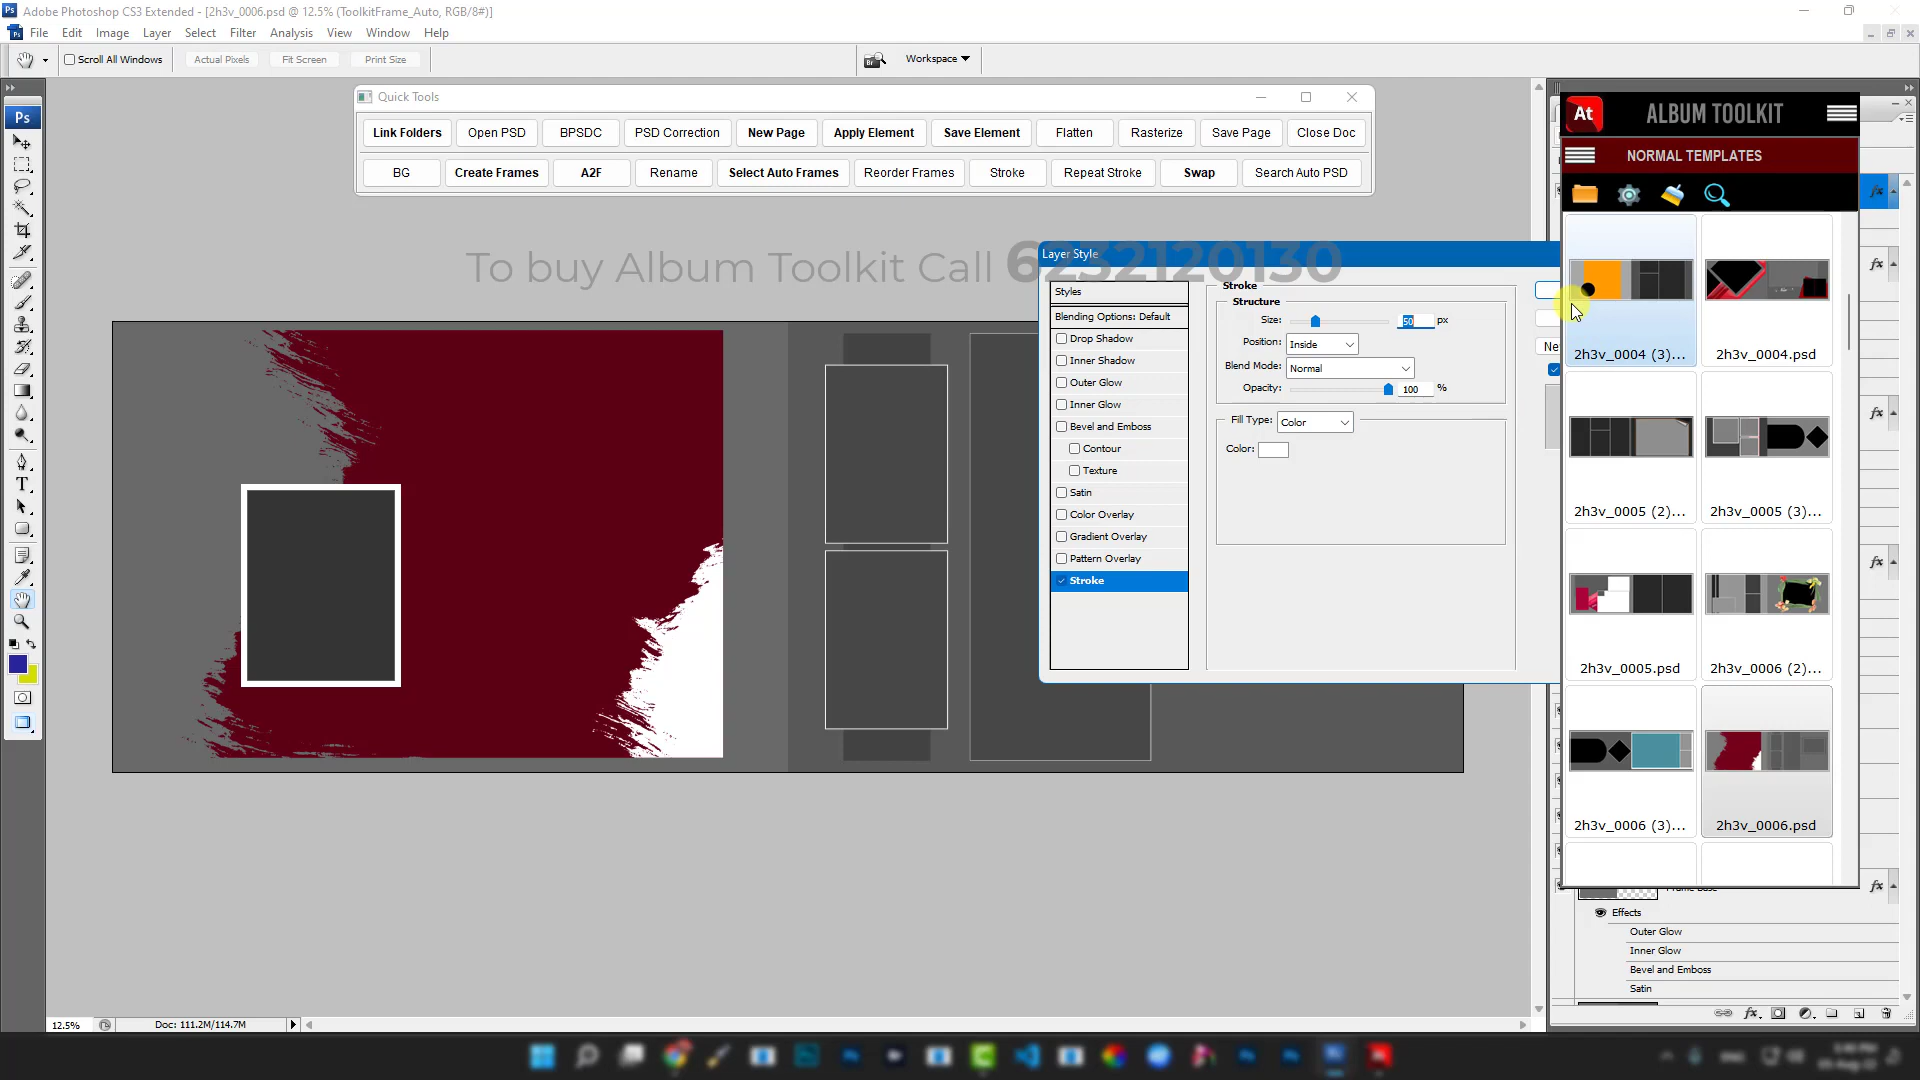 Adobe Photoshop CS3 Extended - [2h3v_0006.psd @ 12.5% (ToolkitFrame_Auto, RGB/8#)]
File Edit Image Layer Select Filter Analysis View Window Help
Scroll All Windows Actual Pixels Fit Screen Print Size Workspace
Quick Tools
Link Folders Open PSD BPSDC PSD Correction New Page Apply Element Save Element Flatten Rasterize Save Page Close Doc
BG Create Frames A2F Rename Select Auto Frames Reorder Frames Stroke Repeat Stroke Swap Search Auto PSD
To buy Album Toolkit Call 6232120130
Layer Style
Styles
Blending Options: Default
Drop Shadow
Inner Shadow
Outer Glow
Inner Glow
Bevel and Emboss
Contour
Texture
Satin
Color Overlay
Gradient Overlay
Pattern Overlay
Stroke
Stroke
Structure
Size: 50 px
Position: Inside
Blend Mode: Normal
Opacity: 100 %
Fill Type: Color
Color:
Ne
At ALBUM TOOLKIT
NORMAL TEMPLATES
2h3v_0004 (3)... 2h3v_0004.psd
2h3v_0005 (2)... 2h3v_0005 (3)...
2h3v_0005.psd 2h3v_0006 (2)...
2h3v_0006 (3)... 2h3v_0006.psd
Effects
Outer Glow
Inner Glow
Bevel and Emboss
Satin
12.5% Doc: 111.2M/114.7M